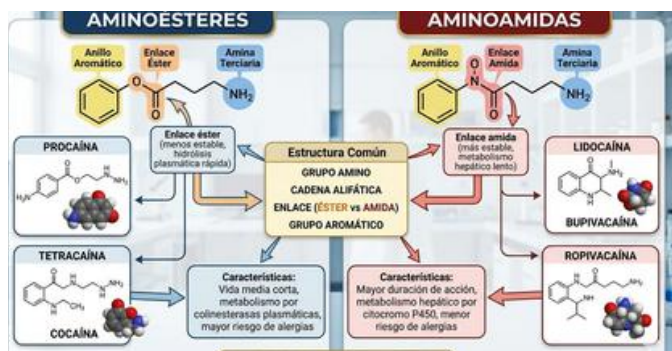 AMINOÉSTERES
Anillo
Aromático
Enlace
Éster
Amina
Terciaria
O
O
NH₂
PROCAÍNA
Enlace éster
(menos estable,
hidrólisis
plasmática rápida)
TETRACAÍNA
COCAÍNA
Características:
Vida media corta,
metabolismo por
colinesterasas plasmáticas,
mayor riesgo de alergias
Estructura Común
GRUPO AMINO
CADENA ALIFÁTICA
ENLACE (ÉSTER vs AMIDA)
GRUPO AROMÁTICO
AMINOAMIDAS
Anillo
Aromático
Enlace
Amida
Amina
Terciaria
O
N
O
NH₂
Enlace amida
(más estable,
metabolismo
hepático lento)
LIDOCAÍNA
BUPIVACAÍNA
ROPIVACAÍNA
Características:
Mayor duración de acción,
metabolismo hepático por
citocromo P450, menor
riesgo de alergias